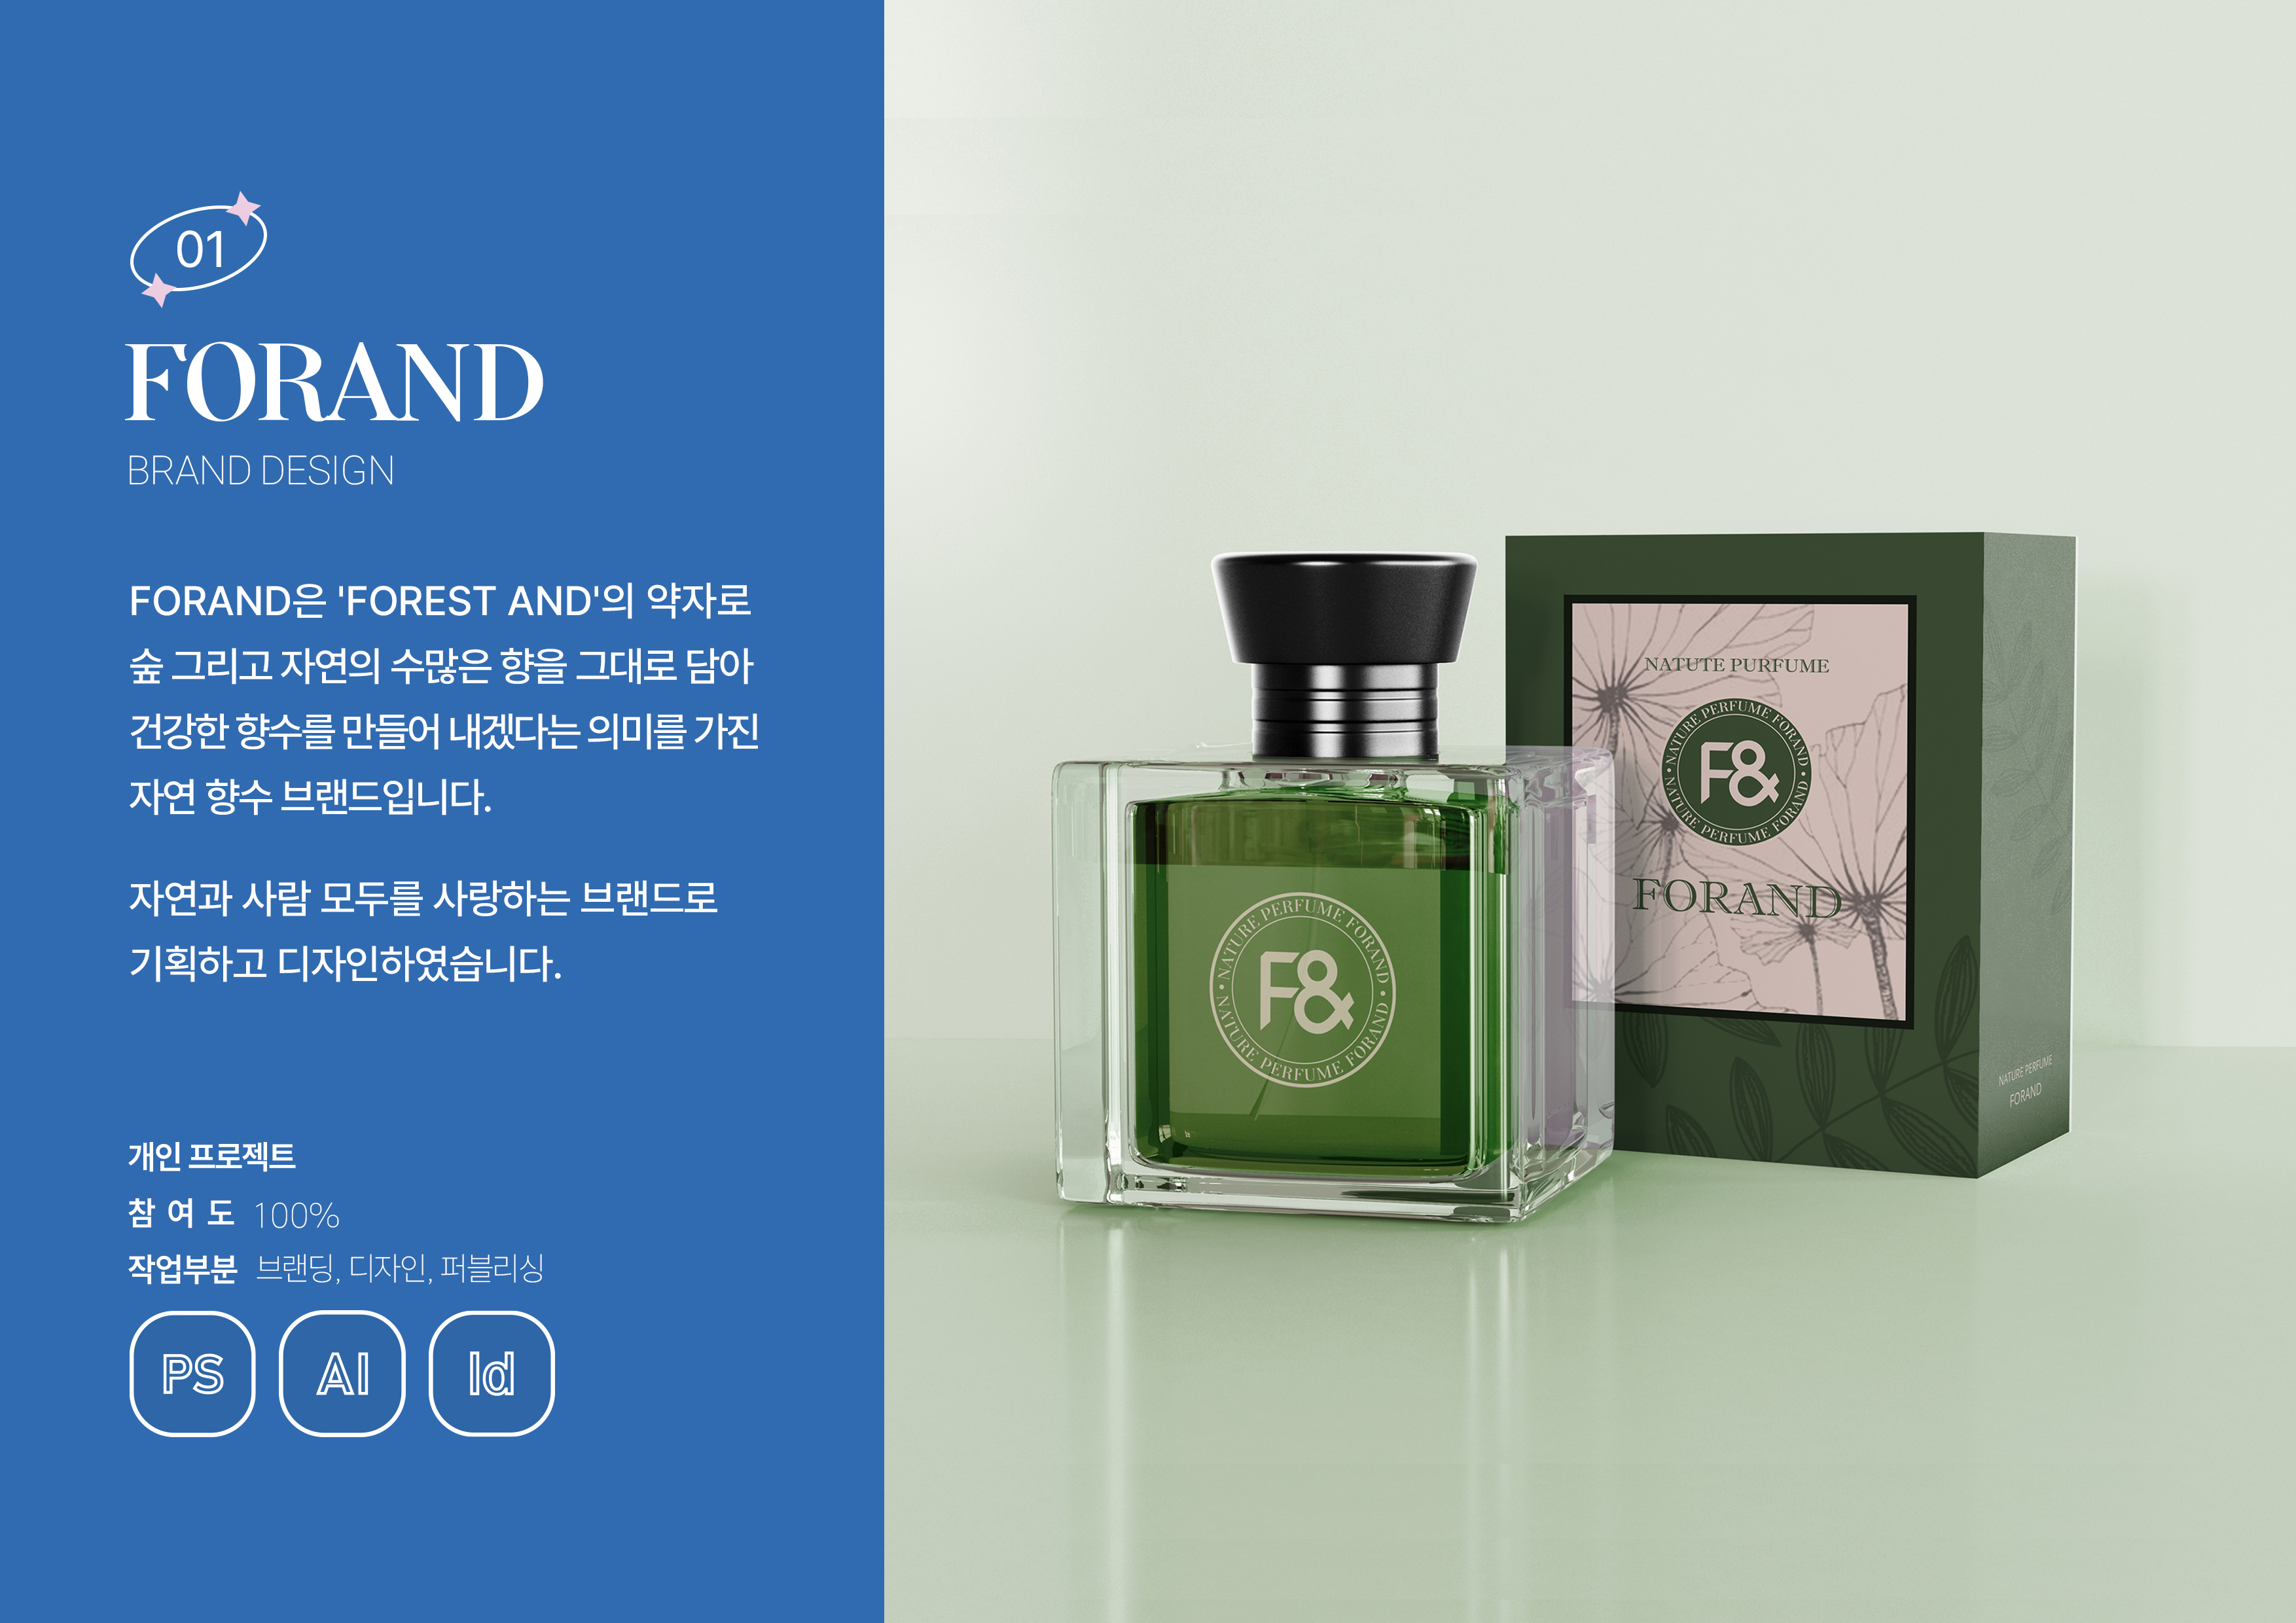 01
FORAND
BRAND DESIGN
FORAND은 'FOREST AND'의 약자로
숲 그리고 자연의 수많은 향을 그대로 담아
건강한 향수를 만들어 내겠다는 의미를 가진
자연 향수 브랜드입니다.
자연과 사람 모두를 사랑하는 브랜드로
기획하고 디자인하였습니다.
개인 프로젝트
참 여 도 100%
작업부분 브랜딩, 디자인, 퍼블리싱
PS AI Id
NATUTE PURFUME
NATURE PERFUME FORAND
F&
NATURE PERFUME FORAND
FORAND
NATURE PERFUME FORAND
F&
NATURE PERFUME FORAND
NATURE PERFUME
FORAND